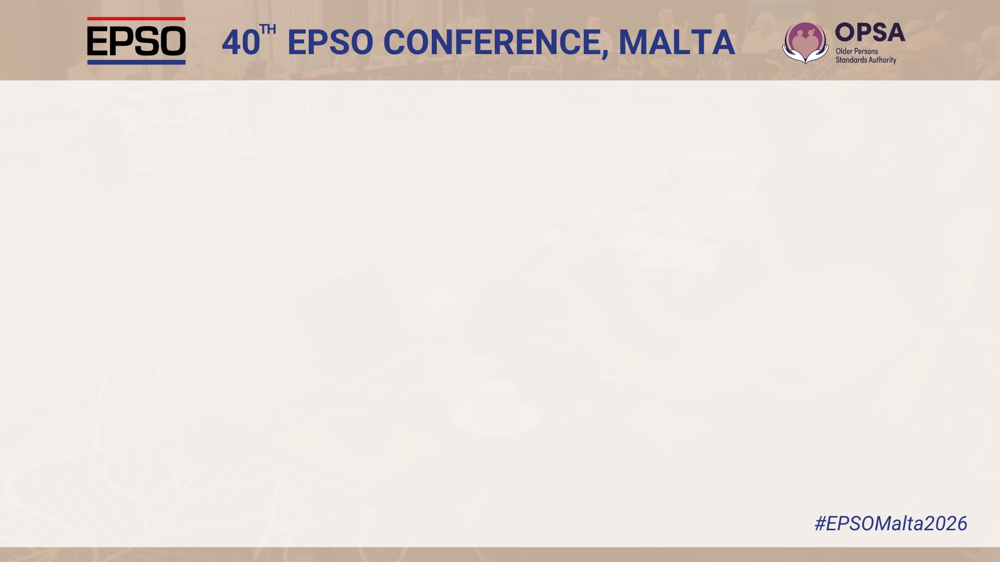 EPSO
40TH EPSO CONFERENCE, MALTA
OPSA
Older Persons
Standards Authority
#EPSOMalta2026